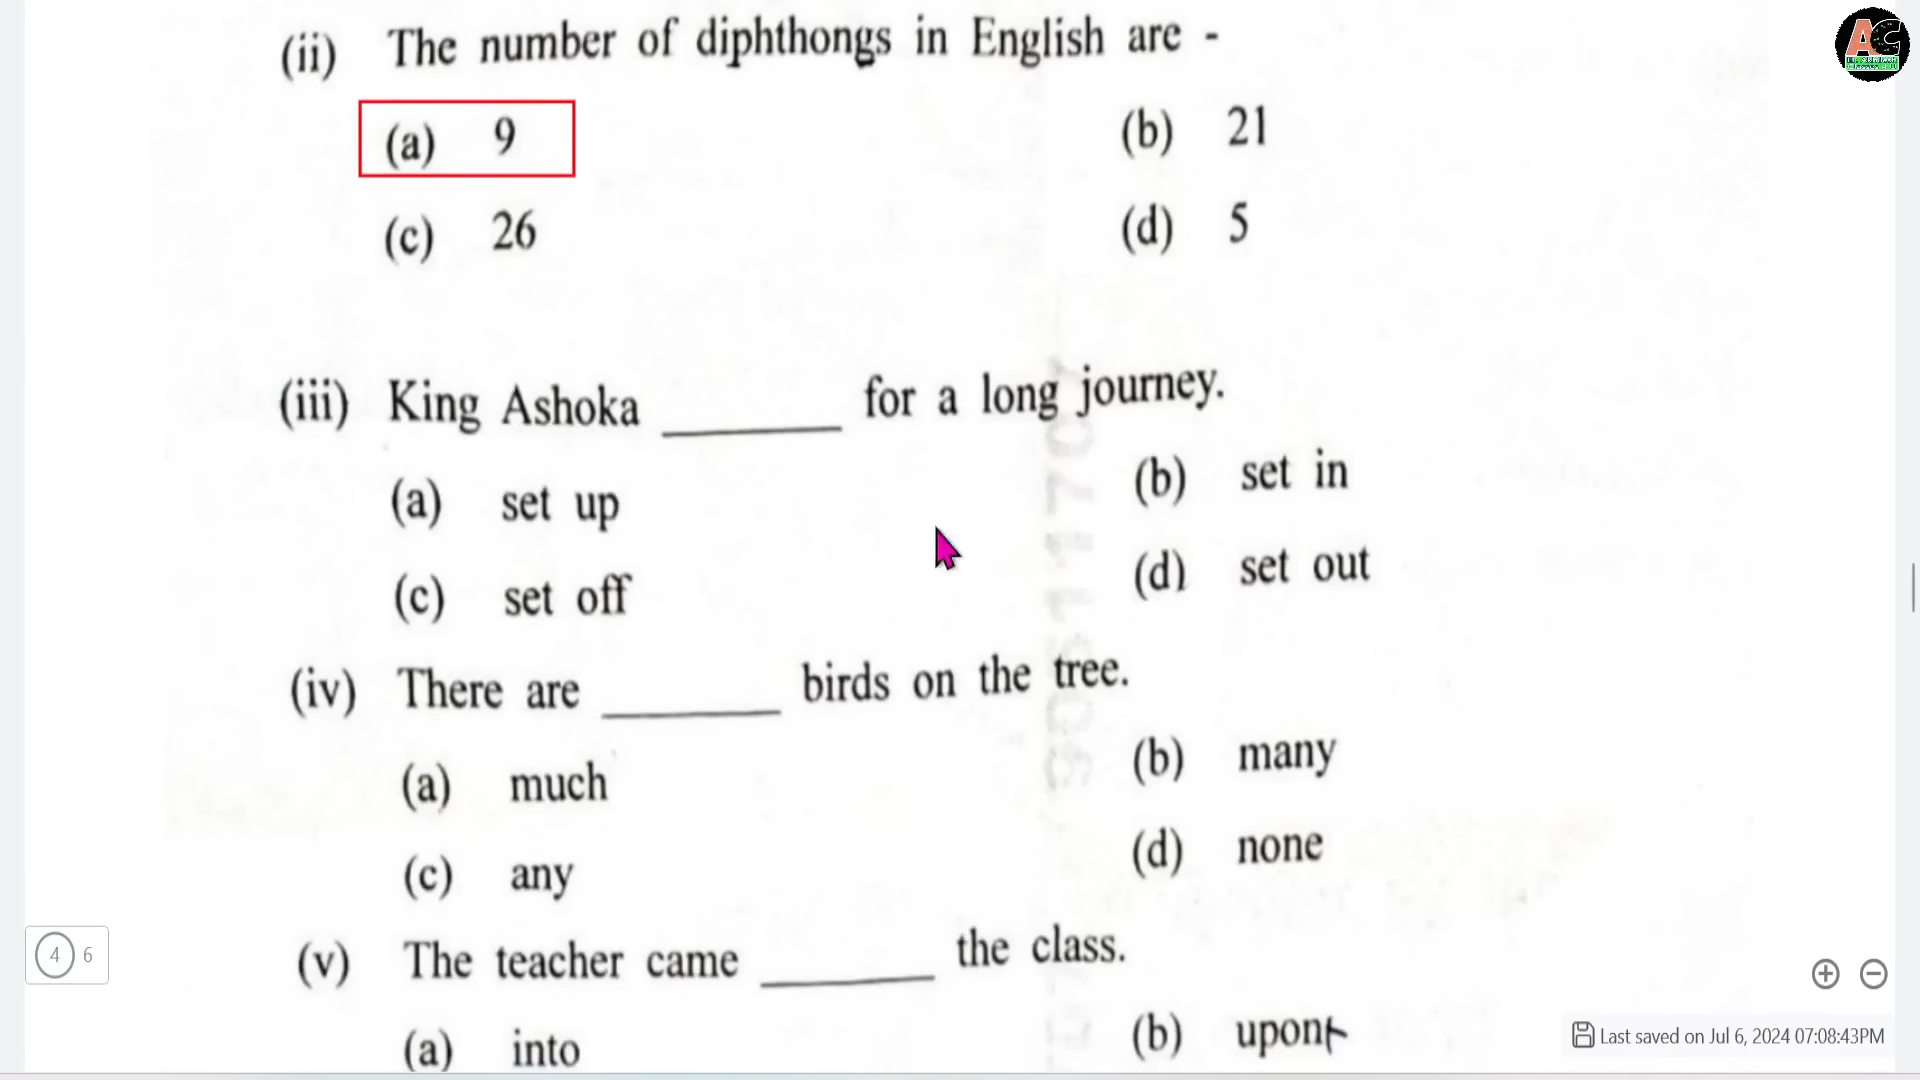 (ii) The number of diphthongs in English are -
(a) 9 (b) 21
(c) 26 (d) 5
(iii) King Ashoka ________ for a long journey.
(a) set up (b) set in
(c) set off (d) set out
(iv) There are ________ birds on the tree.
(a) much (b) many
(c) any (d) none
(v) The teacher came ________ the class.
(a) into (b) upon
AC
4 6
Last saved on Jul 6, 2024 07:08:43PM